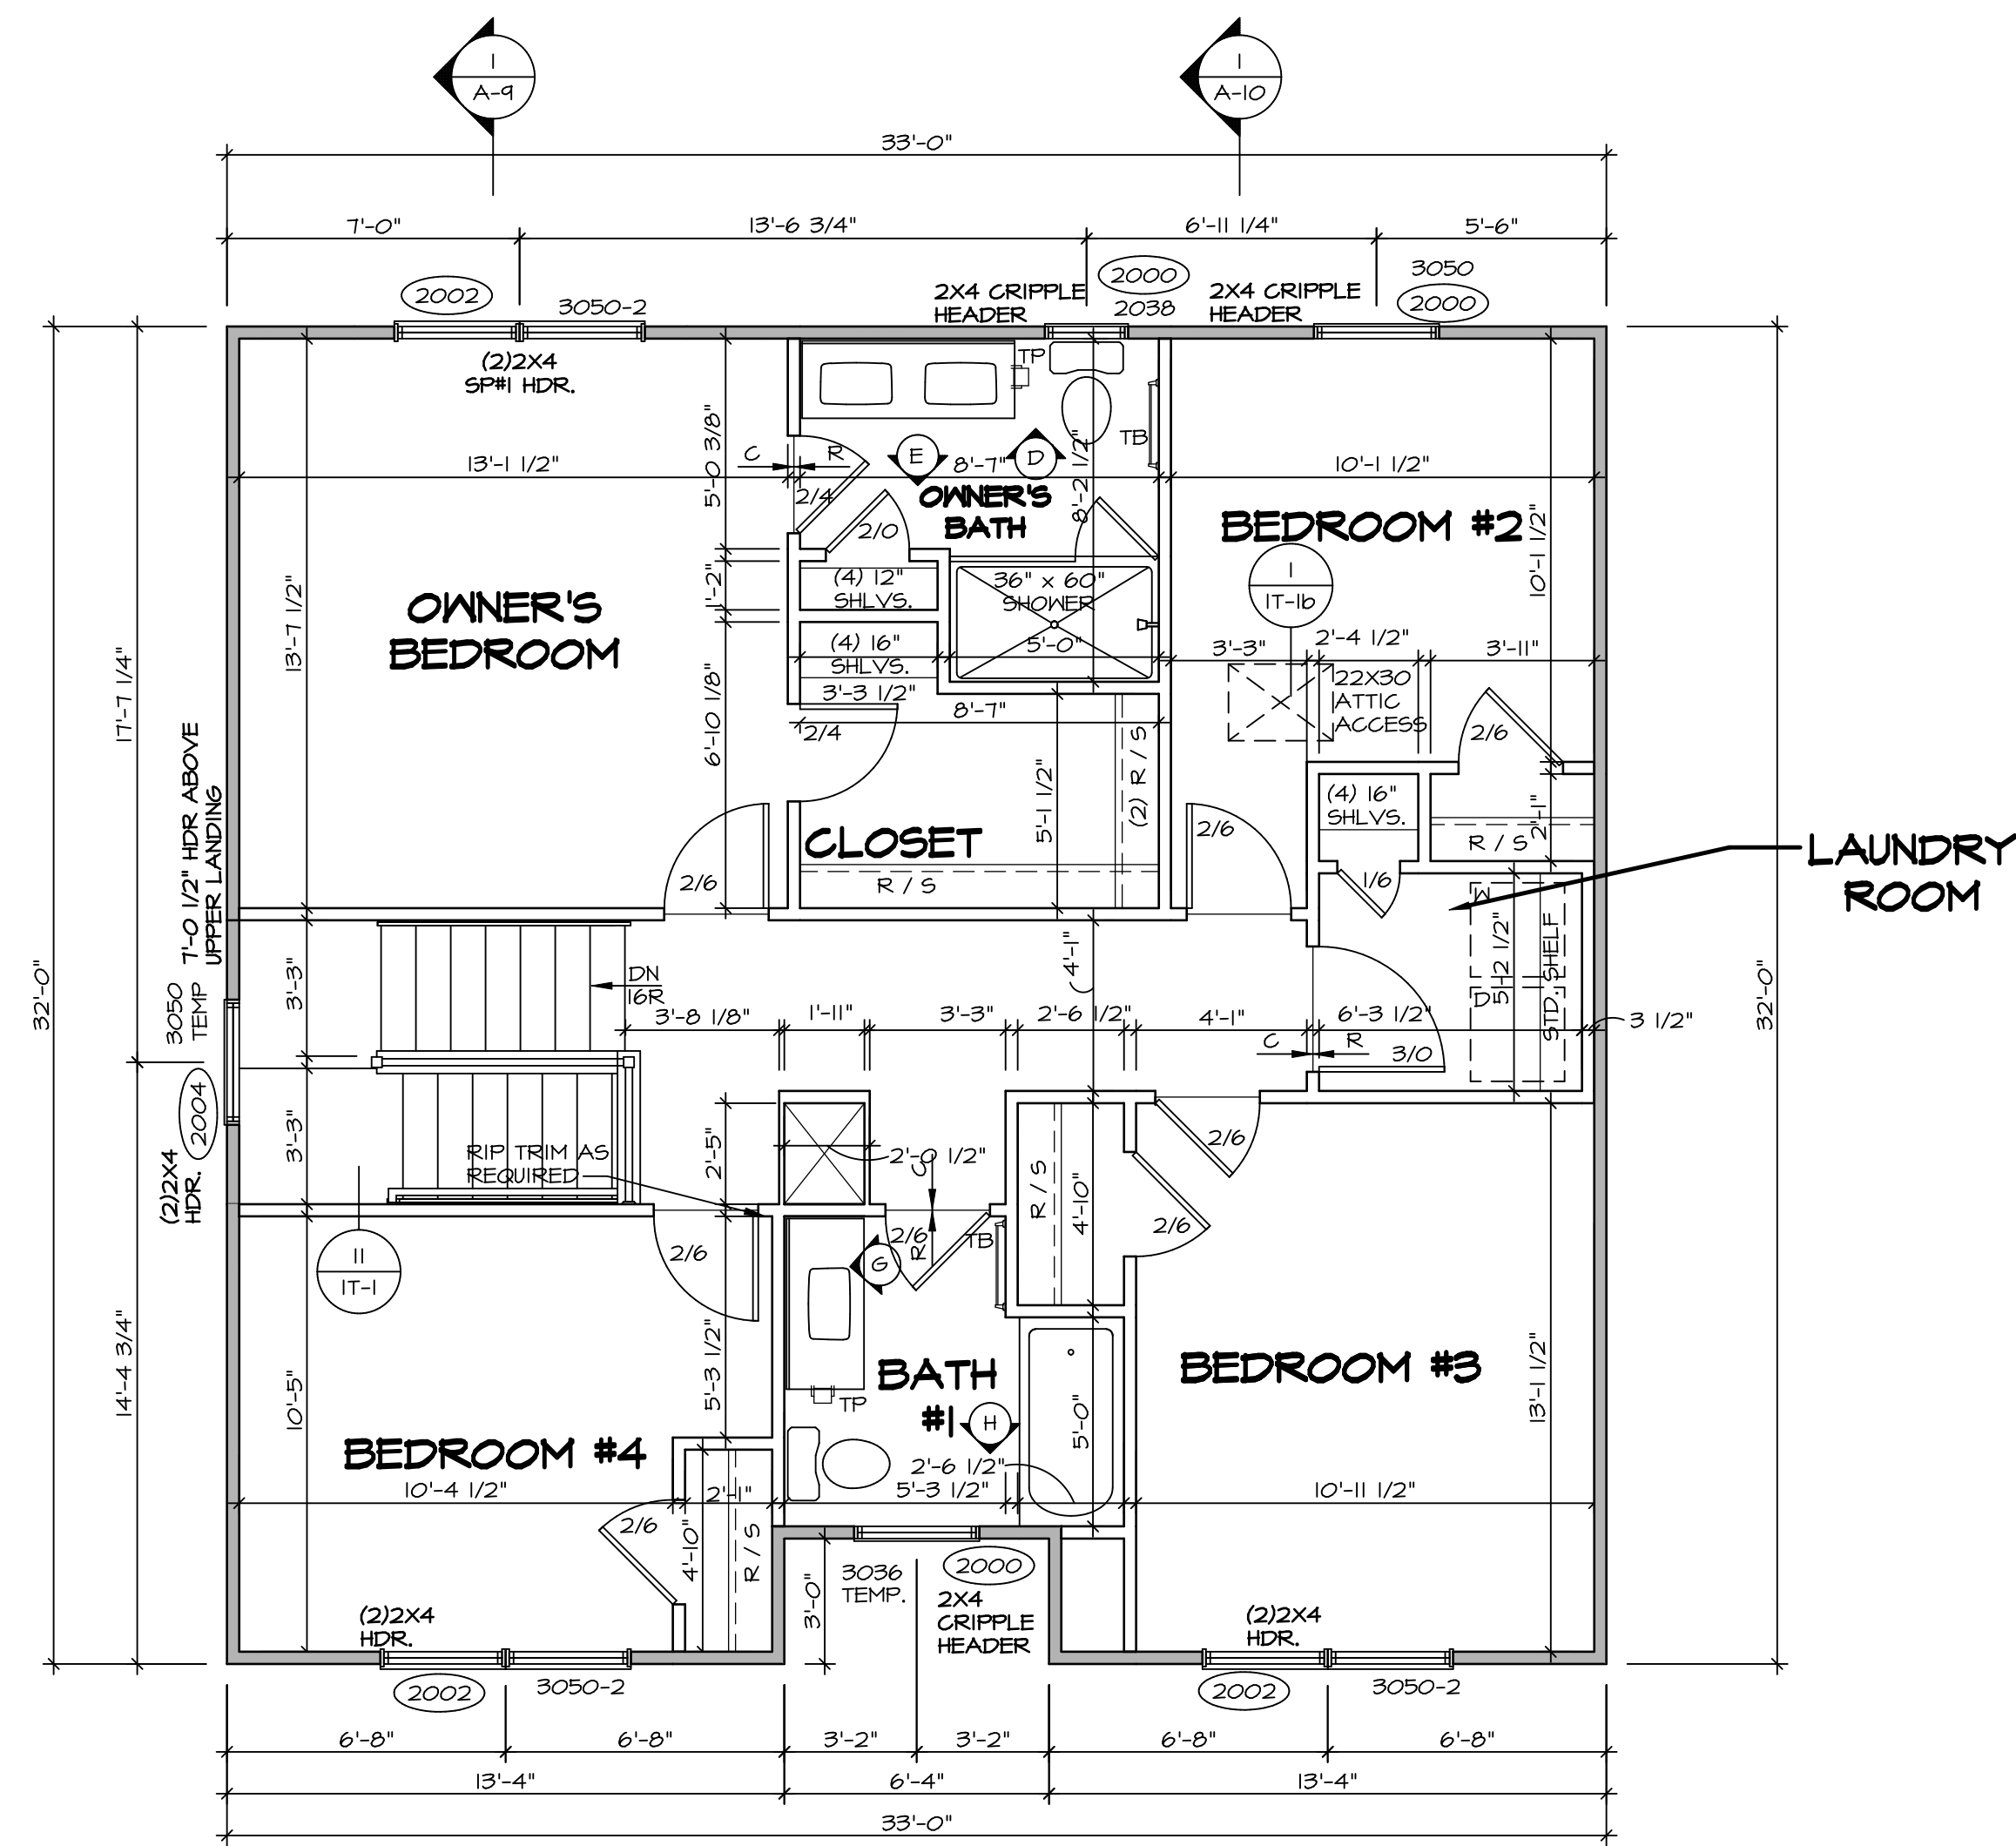 I
A-9
I
A-10
33'-0"
7'-0"
13'-6 3/4"
6'-11 1/4"
5'-6"
2002
3050-2
2X4 CRIPPLE
HEADER
2000
2038
2X4 CRIPPLE
HEADER
3050
2000
(2)2X4
SP#1 HDR.
TP
TB
5'-0 3/8"
C
R
E
D
8'-7"
8'-2 1/2"
13'-1 1/2"
10'-1 1/2"
2/4
2/0
OWNER'S
BATH
BEDROOM #2
10'-1 1/2"
I
IT-1b
1'-2"
(4) 12"
SHLVS.
36" x 60"
SHOWER
5'-0"
13'-7 1/2"
OWNER'S
BEDROOM
(4) 16"
SHLVS.
3'-3 1/2"
3'-3"
2'-4 1/2"
3'-11"
22X30
ATTIC
ACCESS
17'-7 1/4"
6'-10 1/8"
2/4
8'-7"
2/6
5'-1 1/2"
(2) R / S
7'-0 1/2" HDR ABOVE
UPPER LANDING
CLOSET
R / S
2/6
2/6
(4) 16"
SHLVS.
2'-1"
R / S
1/6
LAUNDRY
ROOM
W
D
5'-2 1/2"
STD. SHELF
32'-0"
32'-0"
3050
TEMP
3'-3"
DN
16R
4'-1"
3'-8 1/8"
1'-11"
3'-3"
2'-6 1/2"
4'-1"
6'-3 1/2"
3 1/2"
C
R
3/0
2004
(2)2X4
HDR.
3'-3"
RIP TRIM AS
REQUIRED
2'-5"
2'-0 1/2"
C
R
2/6
TB
R / S
4'-10"
2/6
2/6
II
IT-1
2/6
G
14'-4 3/4"
10'-5"
5'-3 1/2"
BATH
#1
TP
H
5'-0"
BEDROOM #3
13'-1 1/2"
BEDROOM #4
10'-4 1/2"
2'-1"
2'-6 1/2"
5'-3 1/2"
10'-11 1/2"
2/6
4'-10"
R / S
3'-0"
3036
TEMP.
2000
2X4
CRIPPLE
HEADER
(2)2X4
HDR.
(2)2X4
HDR.
2002
3050-2
2002
3050-2
6'-8"
6'-8"
3'-2"
3'-2"
6'-8"
6'-8"
13'-4"
6'-4"
13'-4"
33'-0"